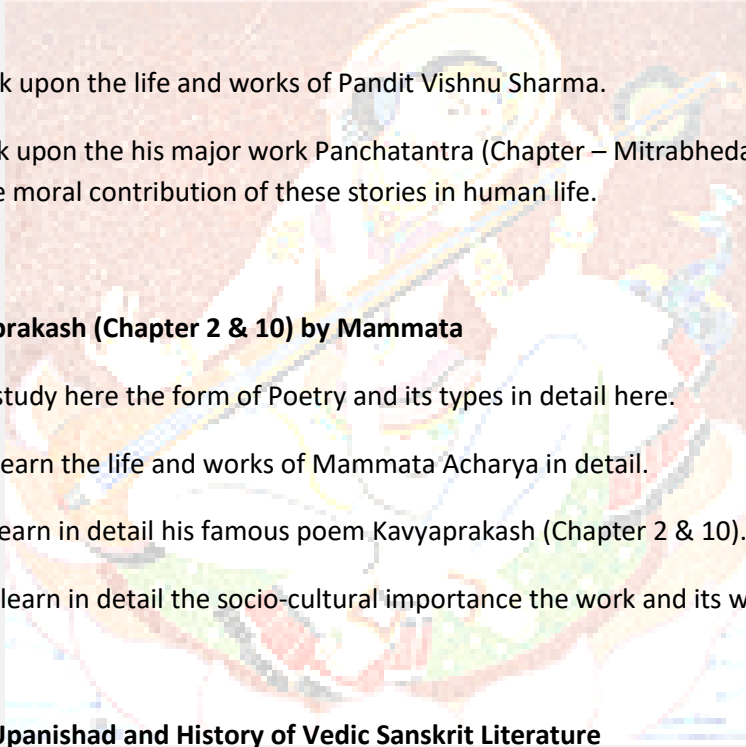 k upon the life and works of Pandit Vishnu Sharma.
k upon the his major work Panchatantra (Chapter – Mitrabheda
e moral contribution of these stories in human life.
prakash (Chapter 2 & 10) by Mammata
study here the form of Poetry and its types in detail here.
earn the life and works of Mammata Acharya in detail.
earn in detail his famous poem Kavyaprakash (Chapter 2 & 10).
learn in detail the socio-cultural importance the work and its w
Upanishad and History of Vedic Sanskrit Literature